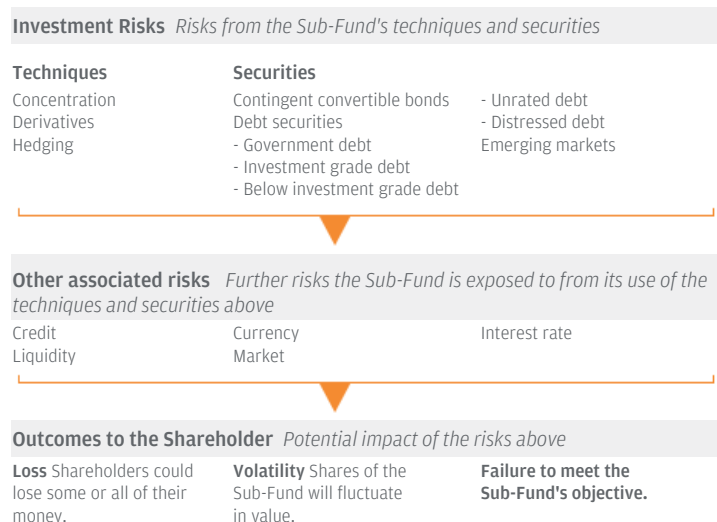 Investment Risks Risks from the Sub-Fund's techniques and securities
Techniques
Concentration
Derivatives
Hedging
Securities
Contingent convertible bonds
Debt securities
- Government debt
- Investment grade debt
- Below investment grade debt
- Unrated debt
- Distressed debt
Emerging markets
Other associated risks Further risks the Sub-Fund is exposed to from its use of the
techniques and securities above
Credit
Liquidity
Currency
Market
Interest rate
Outcomes to the Shareholder Potential impact of the risks above
Loss Shareholders could
lose some or all of their
money.
Volatility Shares of the
Sub-Fund will fluctuate
in value.
Failure to meet the
Sub-Fund's objective.